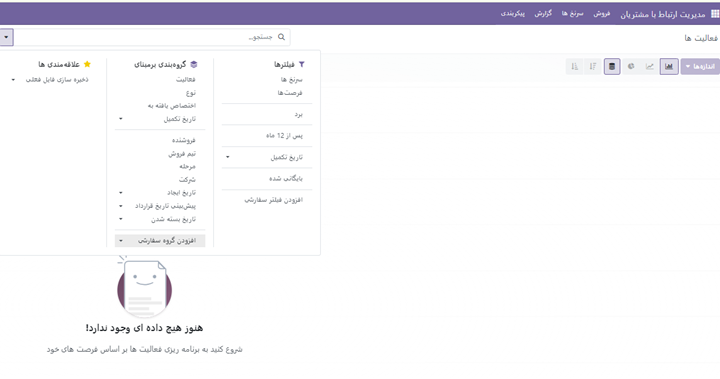 مدیریت ارتباط با مشتریان فروش سرنخ ها گزارش پیکربندی
فعالیت ها
جستجو...
اندازه‌ها
فیلترها
سرنخ ها
فرصت‌ها
برد
پس از 12 ماه
تاریخ تکمیل
بایگانی شده
افزودن فیلتر سفارشی
گروه‌بندی برمبنای
فعالیت
نوع
اختصاص یافته به
تاریخ تکمیل
فروشنده
تیم فروش
مرحله
شرکت
تاریخ ایجاد
پیش‌بینی تاریخ قرارداد
تاریخ بسته شدن
افزودن گروه سفارشی
علاقه‌مندی ها
ذخیره سازی فایل فعلی
هنوز هیچ داده ای وجود ندارد!
شروع کنید به برنامه ریزی فعالیت ها بر اساس فرصت های خود